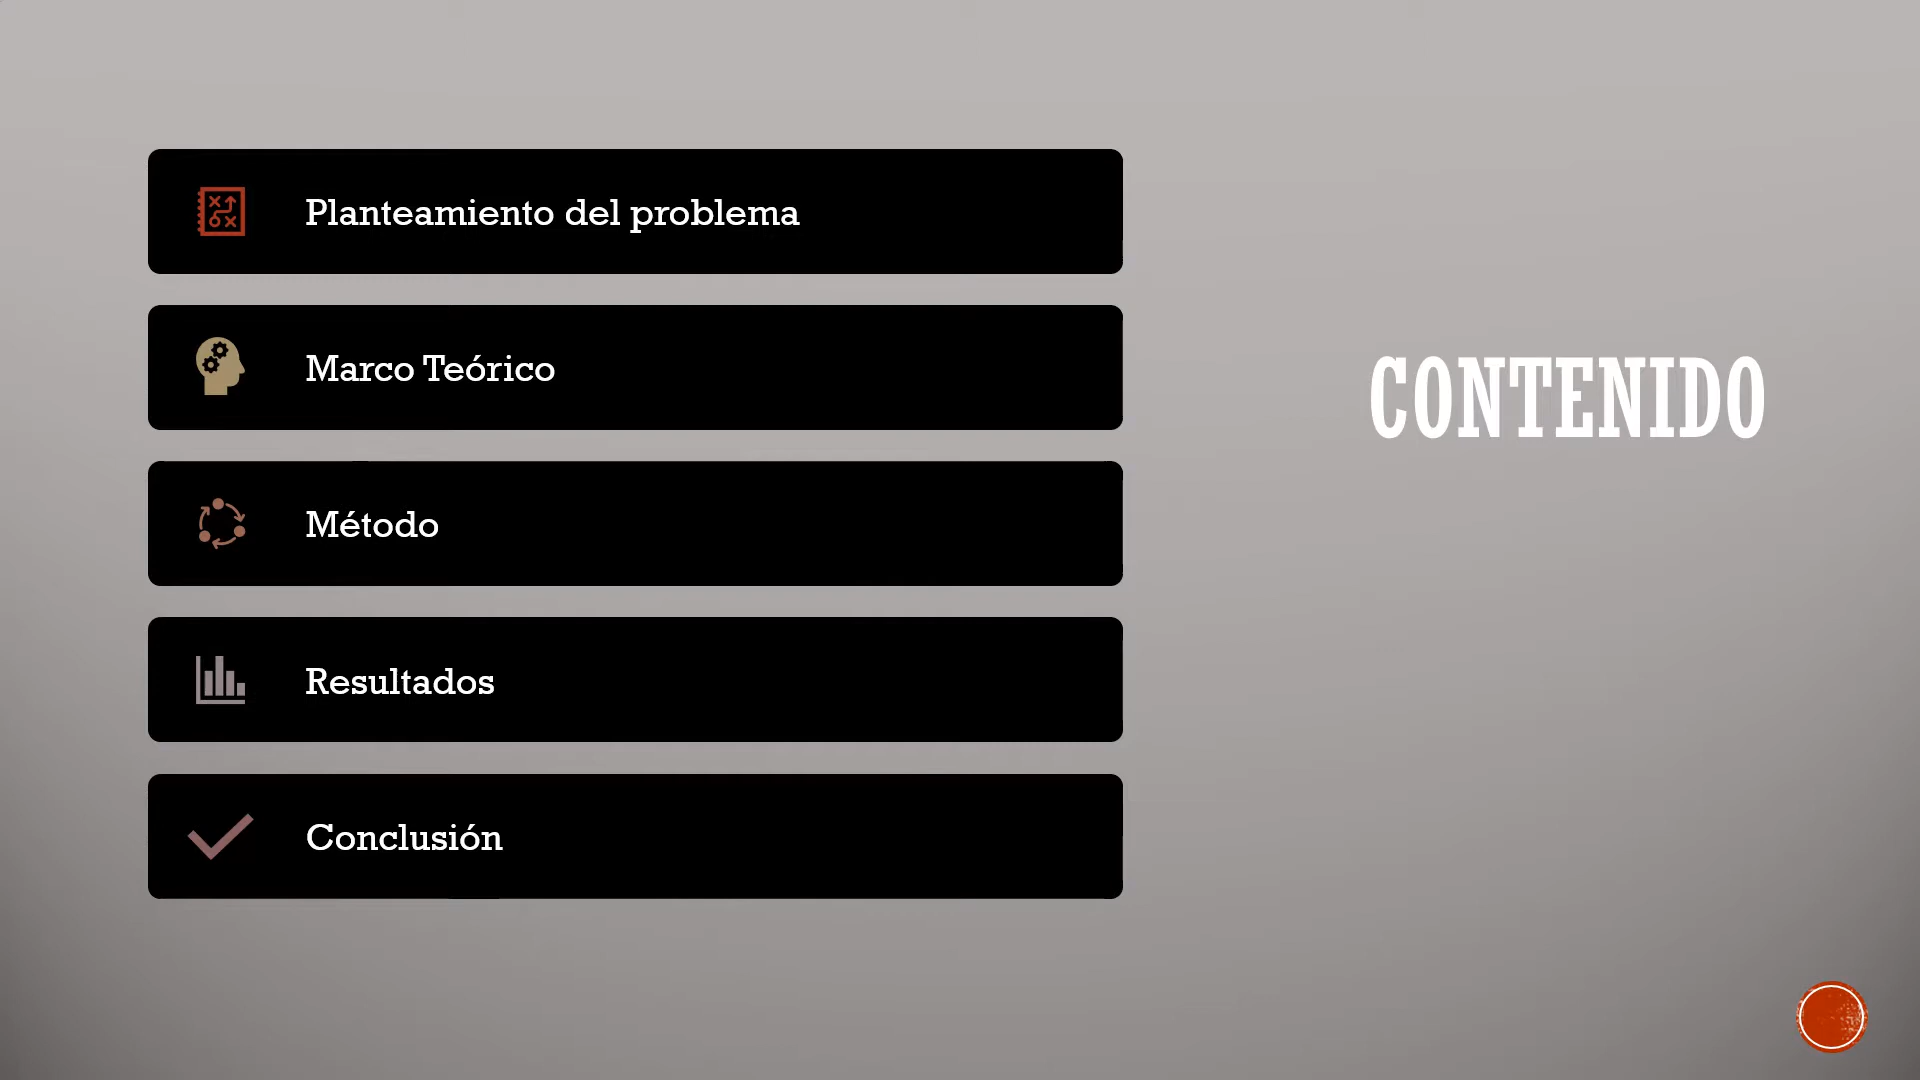 Planteamiento del problema
Marco Teórico
Método
Resultados
Conclusión
CONTENIDO